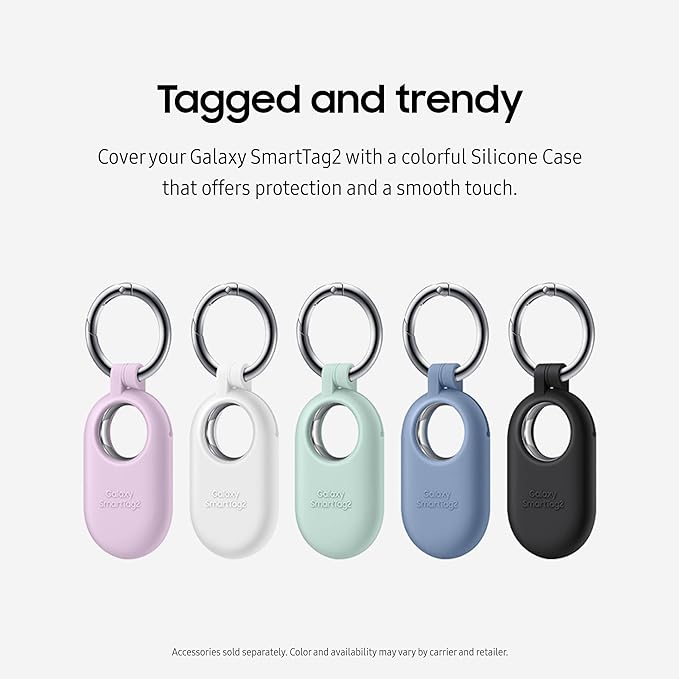 Tagged and trendy
Cover your Galaxy SmartTag2 with a colorful Silicone Case
that offers protection and a smooth touch.
Galaxy
SmartTag2
Galaxy
SmartTag2
Galaxy
SmartTag2
Galaxy
SmartTag2
Galaxy
SmartTag2
Accessories sold separately. Color and availability may vary by carrier and retailer.